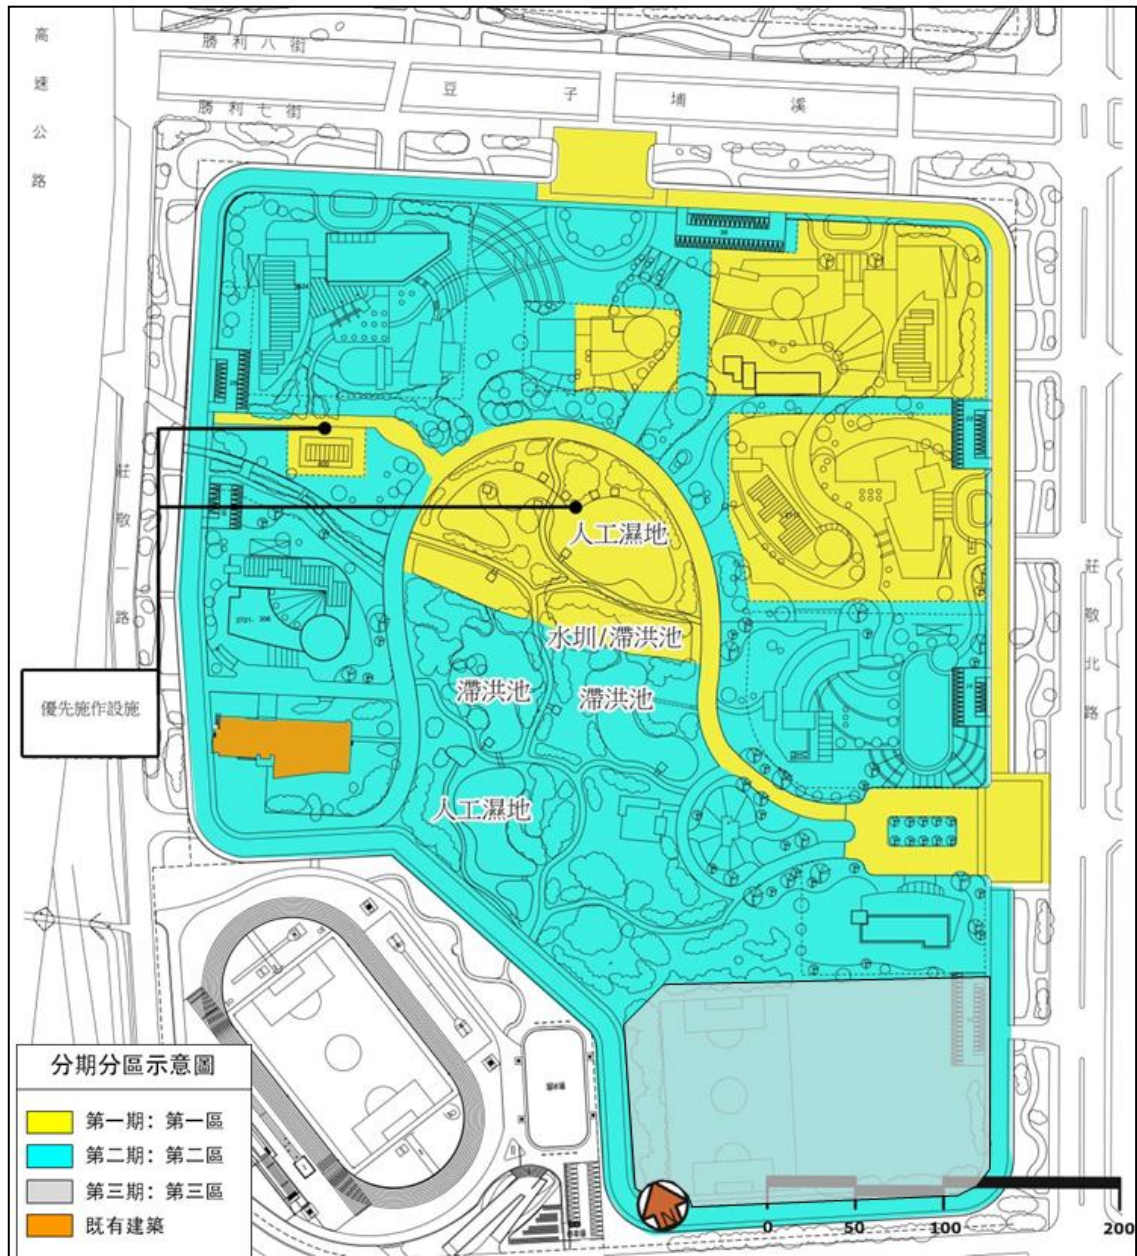 高速公路
勝利八街
豆子埔溪
勝利七街
莊敬一路
人工濕地
水圳/滯洪池
滯洪池
滯洪池
人工濕地
莊敬北路
優先施作設施
分期分區示意圖
第一期：第一區
第二期：第二區
第三期：第三區
既有建築
N
0 50 100 200